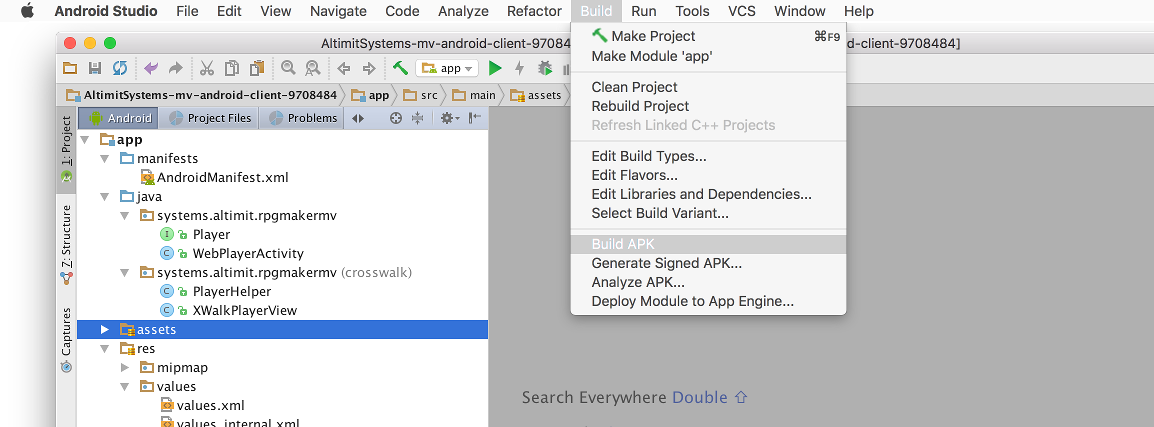 Android Studio File Edit View Navigate Code Analyze Refactor Build Run Tools VCS Window Help
AltimitSystems-mv-android-client-9708 d-client-9708484]
Make Project ⌘F9
Make Module 'app'
app
Clean Project
Rebuild Project
Refresh Linked C++ Projects
AltimitSystems-mv-android-client-9708484 app src main assets
Android Project Files Problems
Edit Build Types...
Edit Flavors...
Edit Libraries and Dependencies...
Select Build Variant...
Build APK
Generate Signed APK...
Analyze APK...
Deploy Module to App Engine...
1: Project
Z: Structure
Captures
app
manifests
AndroidManifest.xml
java
systems.altimit.rpgmakermv
I Player
C WebPlayerActivity
systems.altimit.rpgmakermv (crosswalk)
C PlayerHelper
C XWalkPlayerView
assets
res
mipmap
values
values.xml
values_internal.xml
Search Everywhere Double ⇧